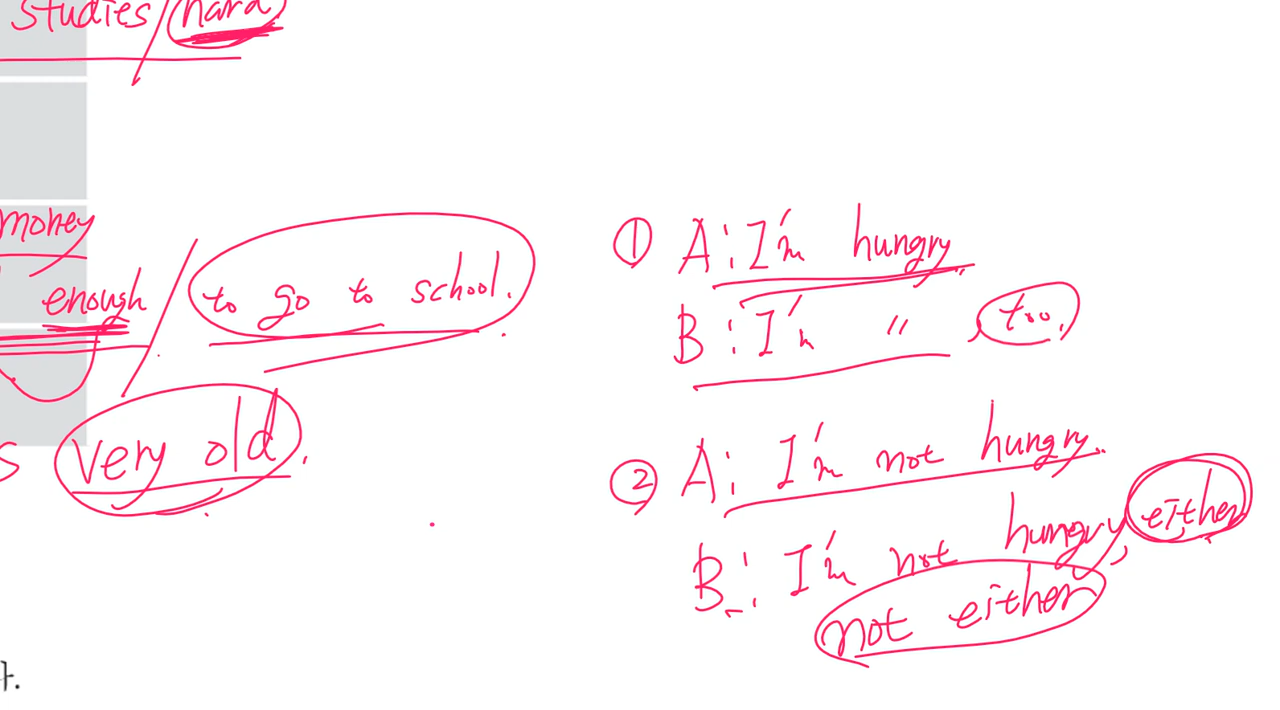 studies / hard
money
enough / to go to school.
s very old.
① A: I'm hungry.
B: I'm 〃, too.
② A: I'm not hungry.
B: I'm not hungry, either
not either
다.